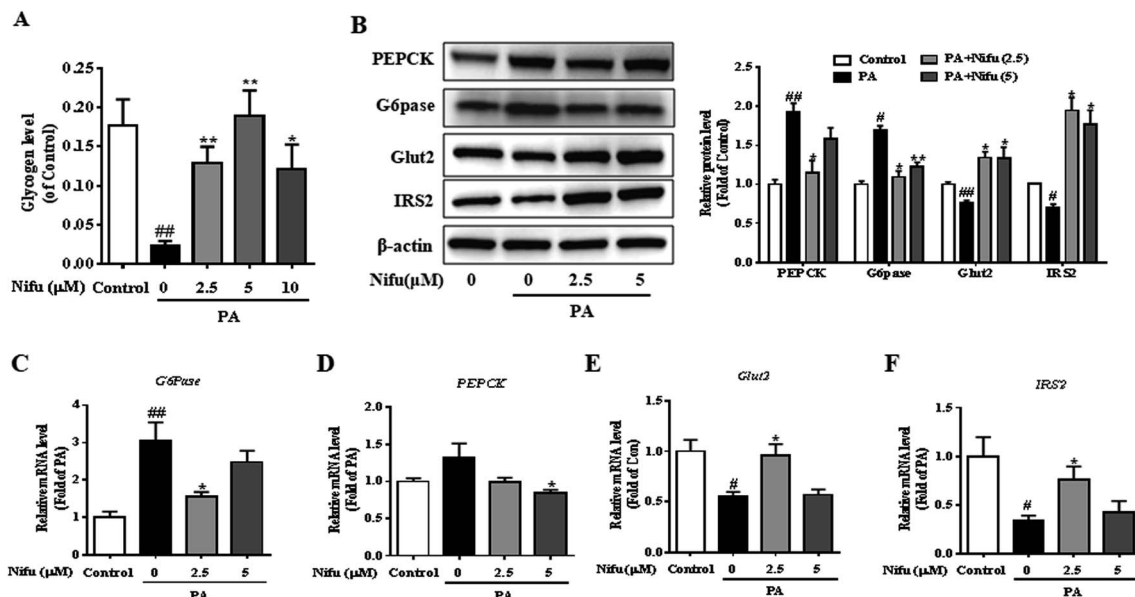 A
Glycogen level
(of Control)
0.25
0.20
0.15
0.10
0.05
0.00
##
**
**
*
Nifu (μM) Control 0 2.5 5 10
PA
B
PEPCK
G6pase
Glut2
IRS2
β-actin
Nifu(μM) 0 0 2.5 5
PA
Control PA+Nifu (2.5)
PA PA+Nifu (5)
Relative protein level
(Fold of Control)
2.5
2.0
1.5
1.0
0.5
0.0
## * # * ** ## * * # * *
PEPCK G6pase Glut2 IRS2
C
G6Pase
Relative mRNA level
(Fold of PA)
4
3
2
1
0
##
*
Nifu (μM) Control 0 2.5 5
PA
D
PEPCK
Relative mRNA level
(Fold of PA)
2.0
1.5
1.0
0.5
0.0
*
Nifu (μM) Control 0 2.5 5
PA
E
Glut2
Relative mRNA level
(Fold of Con)
1.5
1.0
0.5
0.0
#
*
Nifu (μM) Control 0 2.5 5
PA
F
IRS2
Relative mRNA level
(Fold of PA)
1.5
1.0
0.5
0.0
#
*
Nifu (μM) Control 0 2.5 5
PA